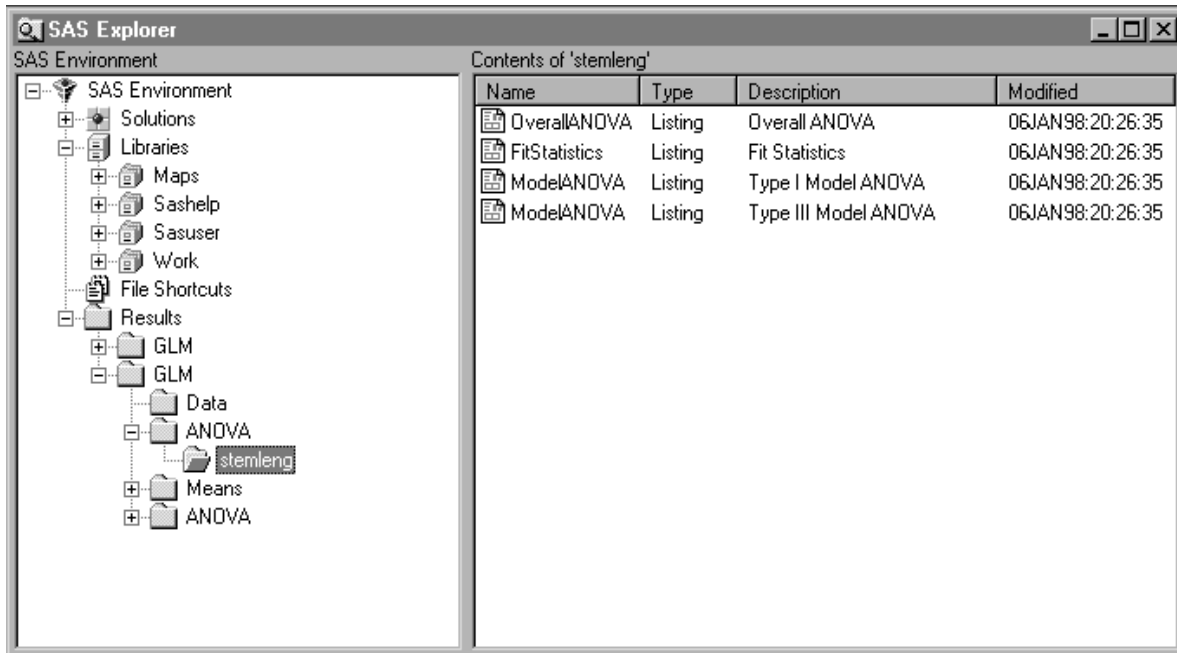 SAS Explorer
SAS Environment
SAS Environment
Solutions
Libraries
Maps
Sashelp
Sasuser
Work
File Shortcuts
Results
GLM
GLM
Data
ANOVA
stemleng
Means
ANOVA
Contents of 'stemleng'
Name Type Description Modified
OverallANOVA Listing Overall ANOVA 06JAN98:20:26:35
FitStatistics Listing Fit Statistics 06JAN98:20:26:35
ModelANOVA Listing Type I Model ANOVA 06JAN98:20:26:35
ModelANOVA Listing Type III Model ANOVA 06JAN98:20:26:35